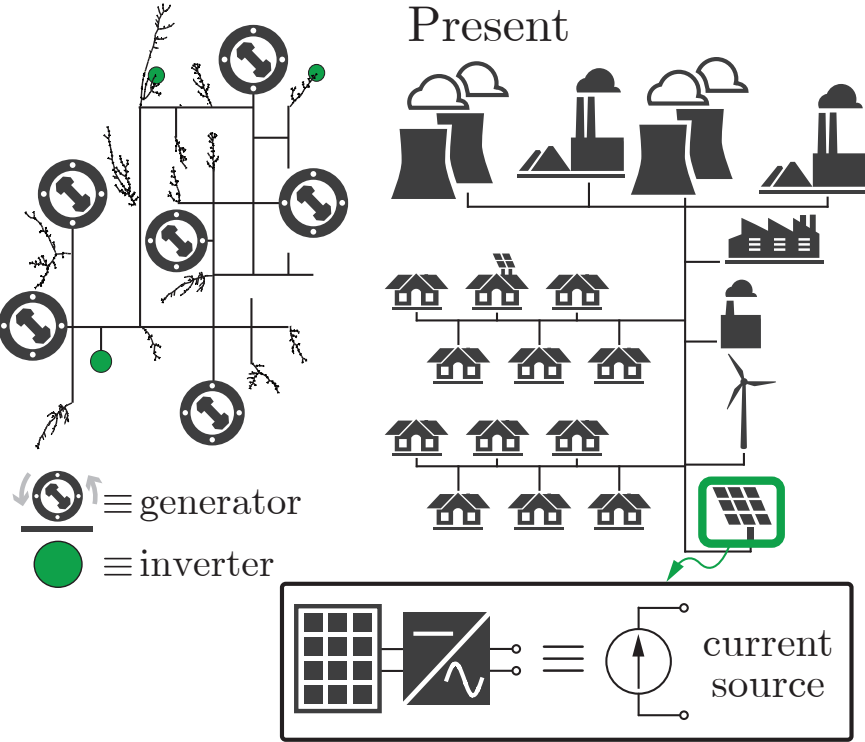 Present
≡ generator
≡ inverter
≡
current
source